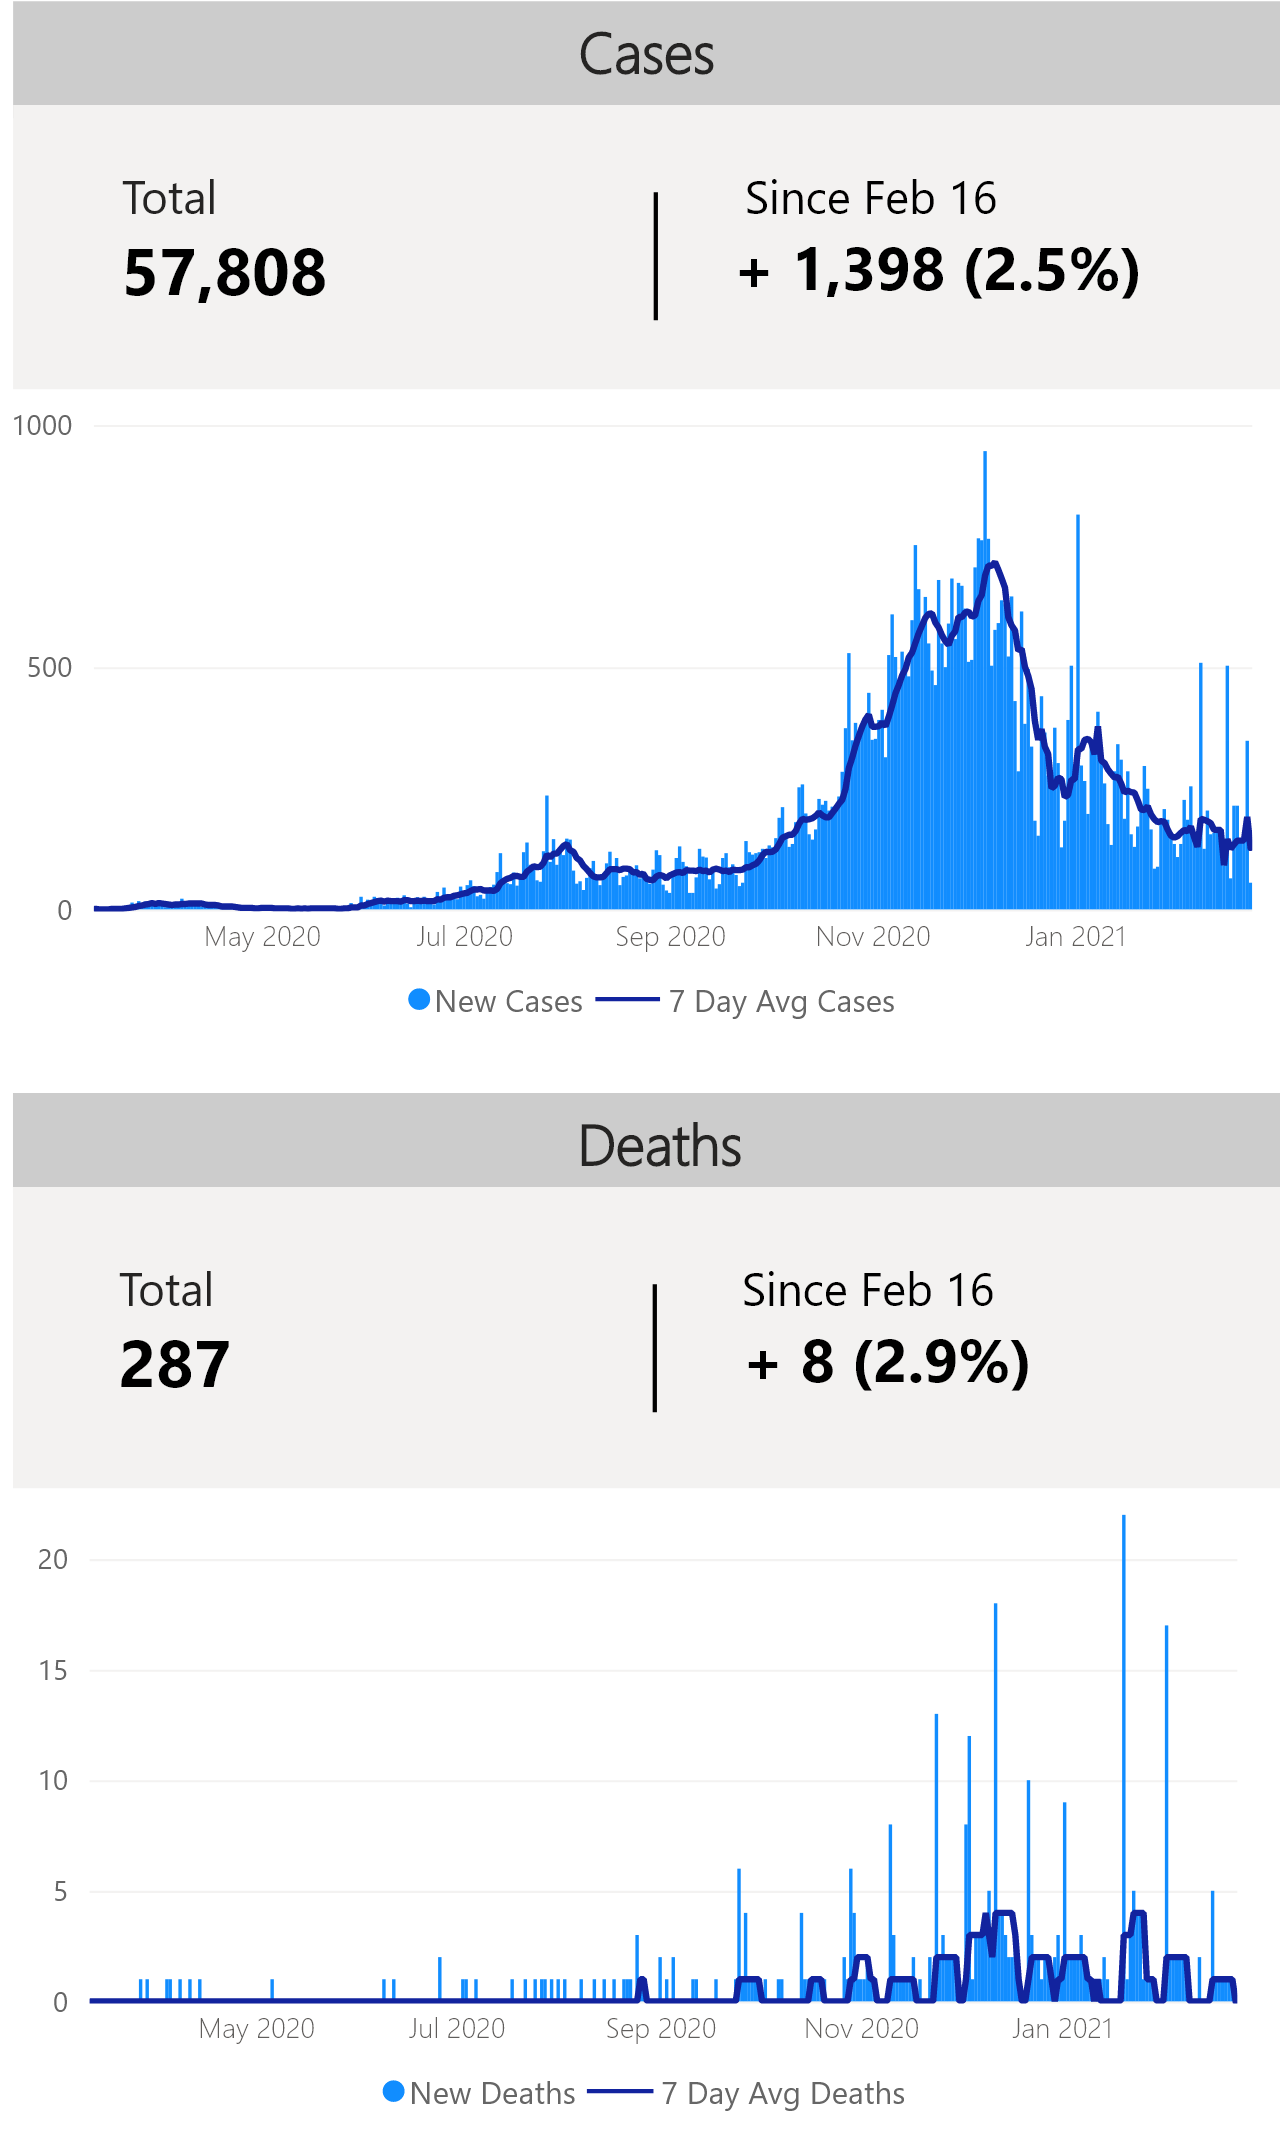 Cases
Total
Since Feb 16
57,808
+ 1,398 (2.5%)
1000
500
0
May 2020
Jul 2020
Sep 2020
Nov 2020
Jan 2021
New Cases
7 Day Avg Cases
Deaths
Total
Since Feb 16
287
+ 8 (2.9%)
20
15
10
5
0
May 2020
Jul 2020
Sep 2020
Nov 2020
Jan 2021
New Deaths
7 Day Avg Deaths